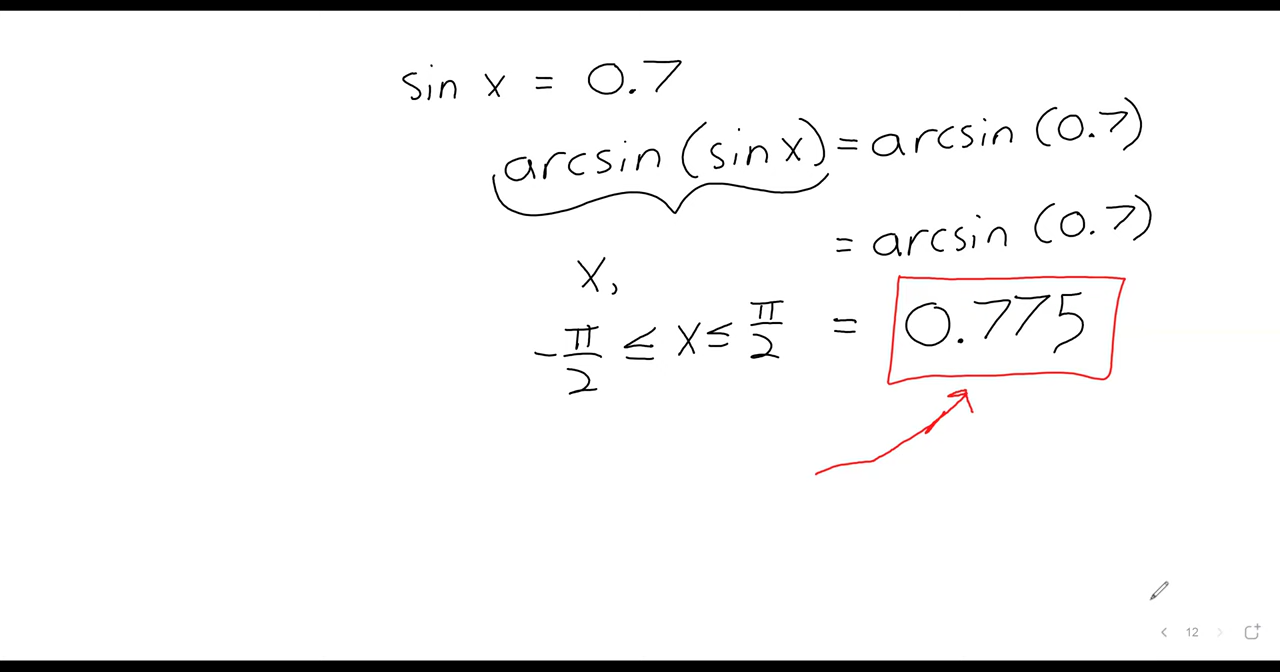 sin x = 0.7
arcsin (sin x) = arcsin (0.7)
= arcsin (0.7)
x,
-π/2 ≤ x ≤ π/2 = 0.775
12